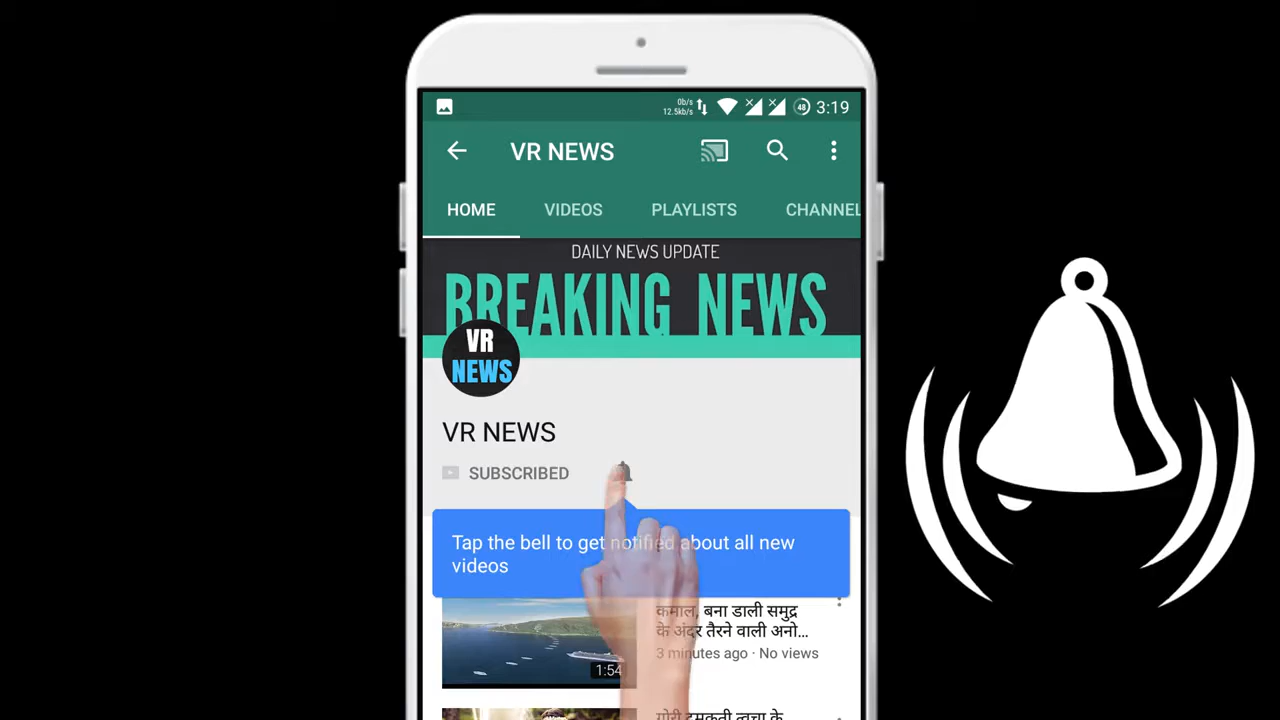 0b/s
12.5kb/s
48
3:19
VR NEWS
HOME
VIDEOS
PLAYLISTS
CHANNEL
DAILY NEWS UPDATE
BREAKING NEWS
VR
NEWS
VR NEWS
SUBSCRIBED
Tap the bell to get notified about all new
videos
कमाल, बना डाली समुद्र
के अंदर तैरने वाली अनो...
3 minutes ago · No views
1:54
गोरी दमकती त्वचा के